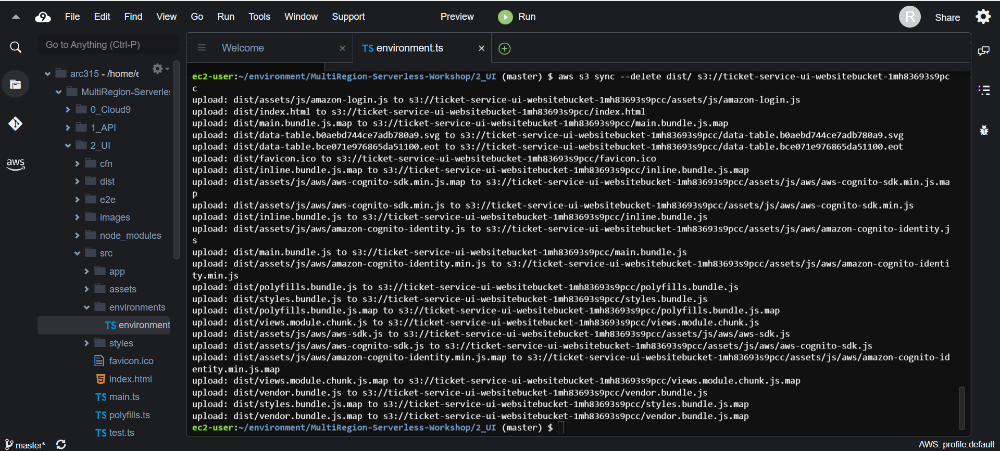 File Edit Find View Go Run Tools Window Support Preview Run R Share
Go to Anything (Ctrl-P)
Welcome
TS environment.ts
arc315 - /home/e
MultiRegion-Serverles
0_Cloud9
1_API
2_UI
cfn
dist
e2e
images
node_modules
src
app
assets
environments
TS environment
styles
favicon.ico
index.html
TS main.ts
TS polyfills.ts
TS test.ts
aws
ec2-user:~/environment/MultiRegion-Serverless-Workshop/2_UI (master) $ aws s3 sync --delete dist/ s3://ticket-service-ui-websitebucket-1mh83693s9pc
c
upload: dist/assets/js/amazon-login.js to s3://ticket-service-ui-websitebucket-1mh83693s9pcc/assets/js/amazon-login.js
upload: dist/index.html to s3://ticket-service-ui-websitebucket-1mh83693s9pcc/index.html
upload: dist/main.bundle.js.map to s3://ticket-service-ui-websitebucket-1mh83693s9pcc/main.bundle.js.map
upload: dist/data-table.b0aebd744ce7adb780a9.svg to s3://ticket-service-ui-websitebucket-1mh83693s9pcc/data-table.b0aebd744ce7adb780a9.svg
upload: dist/data-table.bce071e976865da51100.eot to s3://ticket-service-ui-websitebucket-1mh83693s9pcc/data-table.bce071e976865da51100.eot
upload: dist/favicon.ico to s3://ticket-service-ui-websitebucket-1mh83693s9pcc/favicon.ico
upload: dist/inline.bundle.js.map to s3://ticket-service-ui-websitebucket-1mh83693s9pcc/inline.bundle.js.map
upload: dist/assets/js/aws/aws-cognito-sdk.min.js.map to s3://ticket-service-ui-websitebucket-1mh83693s9pcc/assets/js/aws/aws-cognito-sdk.min.js.ma
p
upload: dist/assets/js/aws/aws-cognito-sdk.min.js to s3://ticket-service-ui-websitebucket-1mh83693s9pcc/assets/js/aws/aws-cognito-sdk.min.js
upload: dist/inline.bundle.js to s3://ticket-service-ui-websitebucket-1mh83693s9pcc/inline.bundle.js
upload: dist/assets/js/aws/amazon-cognito-identity.js to s3://ticket-service-ui-websitebucket-1mh83693s9pcc/assets/js/aws/amazon-cognito-identity.j
s
upload: dist/main.bundle.js to s3://ticket-service-ui-websitebucket-1mh83693s9pcc/main.bundle.js
upload: dist/assets/js/aws/amazon-cognito-identity.min.js to s3://ticket-service-ui-websitebucket-1mh83693s9pcc/assets/js/aws/amazon-cognito-identi
ty.min.js
upload: dist/polyfills.bundle.js to s3://ticket-service-ui-websitebucket-1mh83693s9pcc/polyfills.bundle.js
upload: dist/styles.bundle.js to s3://ticket-service-ui-websitebucket-1mh83693s9pcc/styles.bundle.js
upload: dist/polyfills.bundle.js.map to s3://ticket-service-ui-websitebucket-1mh83693s9pcc/polyfills.bundle.js.map
upload: dist/views.module.chunk.js to s3://ticket-service-ui-websitebucket-1mh83693s9pcc/views.module.chunk.js
upload: dist/assets/js/aws/aws-sdk.js to s3://ticket-service-ui-websitebucket-1mh83693s9pcc/assets/js/aws/aws-sdk.js
upload: dist/assets/js/aws/aws-cognito-sdk.js to s3://ticket-service-ui-websitebucket-1mh83693s9pcc/assets/js/aws/aws-cognito-sdk.js
upload: dist/assets/js/aws/amazon-cognito-identity.min.js.map to s3://ticket-service-ui-websitebucket-1mh83693s9pcc/assets/js/aws/amazon-cognito-id
entity.min.js.map
upload: dist/views.module.chunk.js.map to s3://ticket-service-ui-websitebucket-1mh83693s9pcc/views.module.chunk.js.map
upload: dist/vendor.bundle.js to s3://ticket-service-ui-websitebucket-1mh83693s9pcc/vendor.bundle.js
upload: dist/styles.bundle.js.map to s3://ticket-service-ui-websitebucket-1mh83693s9pcc/styles.bundle.js.map
upload: dist/vendor.bundle.js.map to s3://ticket-service-ui-websitebucket-1mh83693s9pcc/vendor.bundle.js.map
ec2-user:~/environment/MultiRegion-Serverless-Workshop/2_UI (master) $
master*
AWS: profile:default